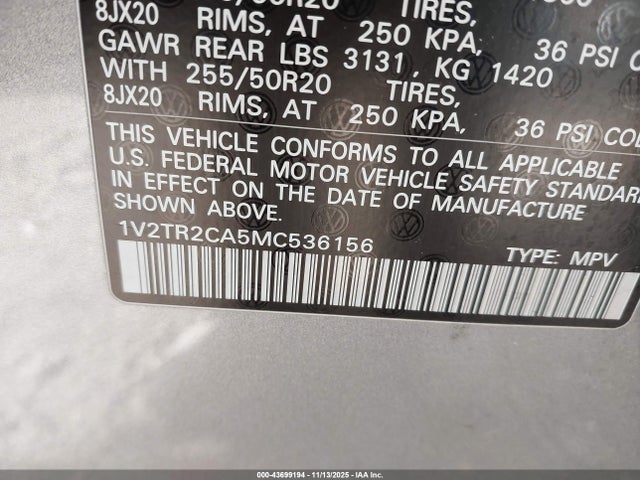 8JX20 RIMS, AT 250 KPA, 36 PSI
GAWR REAR LBS 3131, KG 1420
WITH 255/50R20 TIRES,
8JX20 RIMS, AT 250 KPA, 36 PSI COL
THIS VEHICLE CONFORMS TO ALL APPLICABLE
U.S. FEDERAL MOTOR VEHICLE SAFETY STANDARD
IN EFFECT ON THE DATE OF MANUFACTURE
SHOWN ABOVE.
1V2TR2CA5MC536156 TYPE: MPV
000-43699194 - 11/13/2025 - IAA Inc.